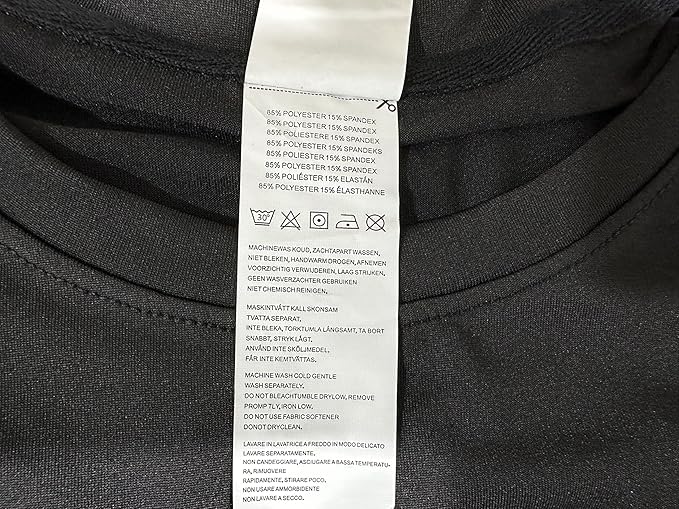 85% POLYESTER 15% SPANDEX
85% POLYESTER 15% SPANDEX
85% POLIESTERE 15% SPANDEX
85% POLYESTER 15% SPANDEKS
85% POLIESTER 15% SPANDEX
85% POLYESTER 15% SPANDEX
85% POLIÉSTER 15% ELASTÁN
85% POLYESTER 15% ÉLASTHANNE
30°
MACHINEWAS KOUD, ZACHTAPART WASSEN,
NIET BLEKEN, HANDWARM DROGEN, AFNEMEN
VOORZICHTIG VERWIJDEREN, LAAG STRIJKEN,
GEEN WASVERZACHTER GEBRUIKEN
NIET CHEMISCH REINIGEN.
MASKINTVÄTT KALL SKONSAM
TVATTA SEPARAT.
INTE BLEKA, TORKTUMLA LÅNGSAMT, TA BORT
SNABBT, STRYK LÅGT.
ANVÄND INTE SKÖLJMEDEL.
FÅR INTE KEMTVÄTTAS.
MACHINE WASH COLD GENTLE
WASH SEPARATELY.
DO NOT BLEACHTUMBLE DRYLOW, REMOVE
PROMP TLY, IRON LOW.
DO NOT USE FABRIC SOFTENER
DONOT DRYCLEAN.
LAVARE IN LAVATRICE A FREDDO IN MODO DELICATO
LAVARE SEPARATAMENTE.
NON CANDEGGIARE, ASCIUGARE A BASSA TEMPERATU-
RA, RIMUOVERE
RAPIDAMENTE, STIRARE POCO.
NON USARE AMMORBIDENTE
NON LAVARE A SECCO.